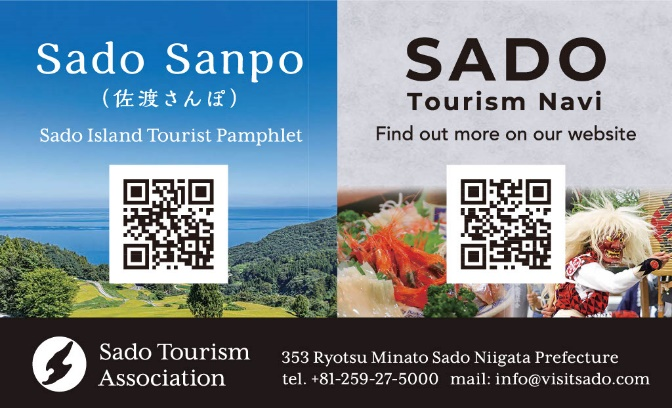 Sado Sanpo
（佐渡さんぽ）
Sado Island Tourist Pamphlet
SADO
Tourism Navi
Find out more on our website
Sado Tourism
Association
353 Ryotsu Minato Sado Niigata Prefecture
tel. +81-259-27-5000 mail: info@visitsado.com